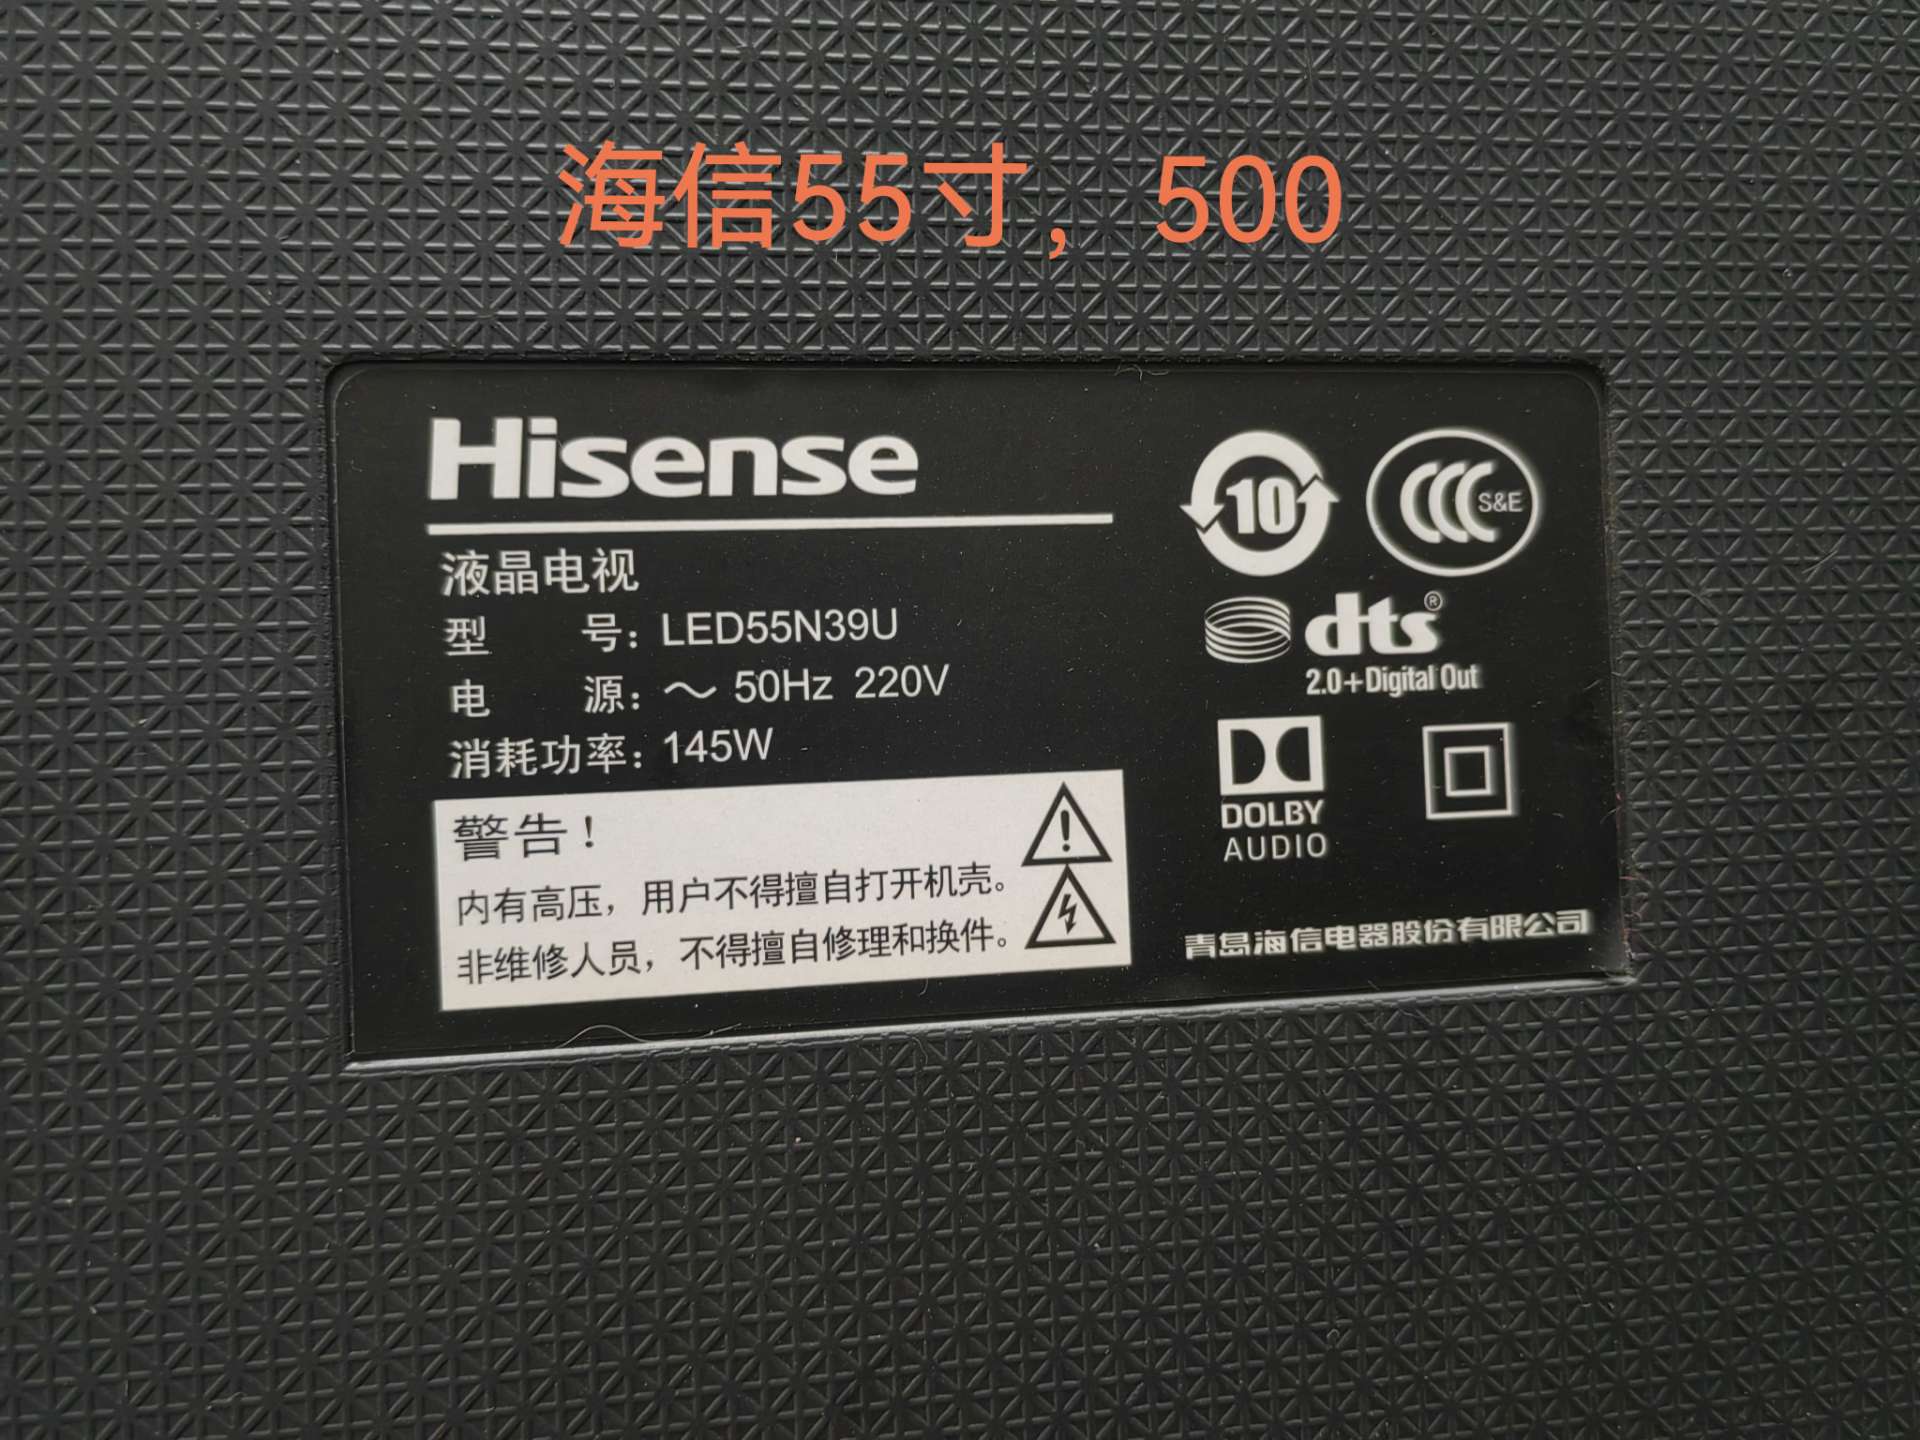 海信55寸，500
Hisense
液晶电视
型 号：LED55N39U
电 源：～ 50Hz 220V
消耗功率：145W
警告！
内有高压，用户不得擅自打开机壳。
非维修人员，不得擅自修理和换件。
10
CCC S&E
dts®
2.0+Digital Out
DOLBY
AUDIO
青岛海信电器股份有限公司